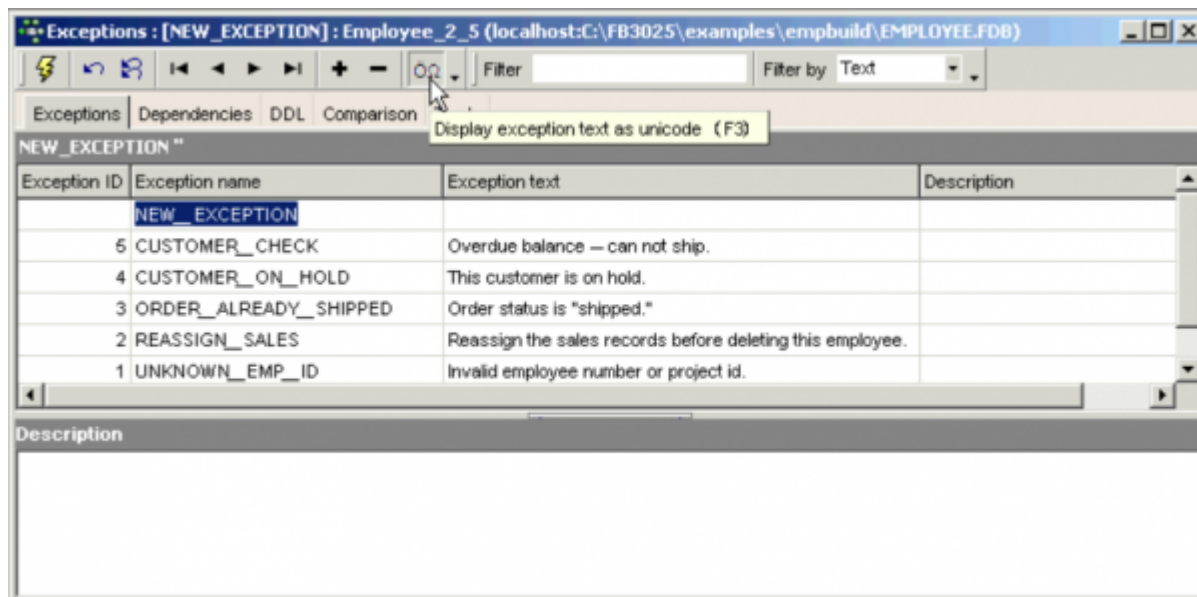 Exceptions : [NEW_EXCEPTION] : Employee_2_5 (localhost:C:\FB3025\examples\empbuild\EMPLOYEE.FDB)
Filter Filter by Text
Exceptions Dependencies DDL Comparison
Display exception text as unicode (F3)
NEW_EXCEPTION "
Exception ID Exception name Exception text Description
NEW_EXCEPTION
5 CUSTOMER_CHECK Overdue balance -- can not ship.
4 CUSTOMER_ON_HOLD This customer is on hold.
3 ORDER_ALREADY_SHIPPED Order status is "shipped."
2 REASSIGN_SALES Reassign the sales records before deleting this employee.
1 UNKNOWN_EMP_ID Invalid employee number or project id.
Description